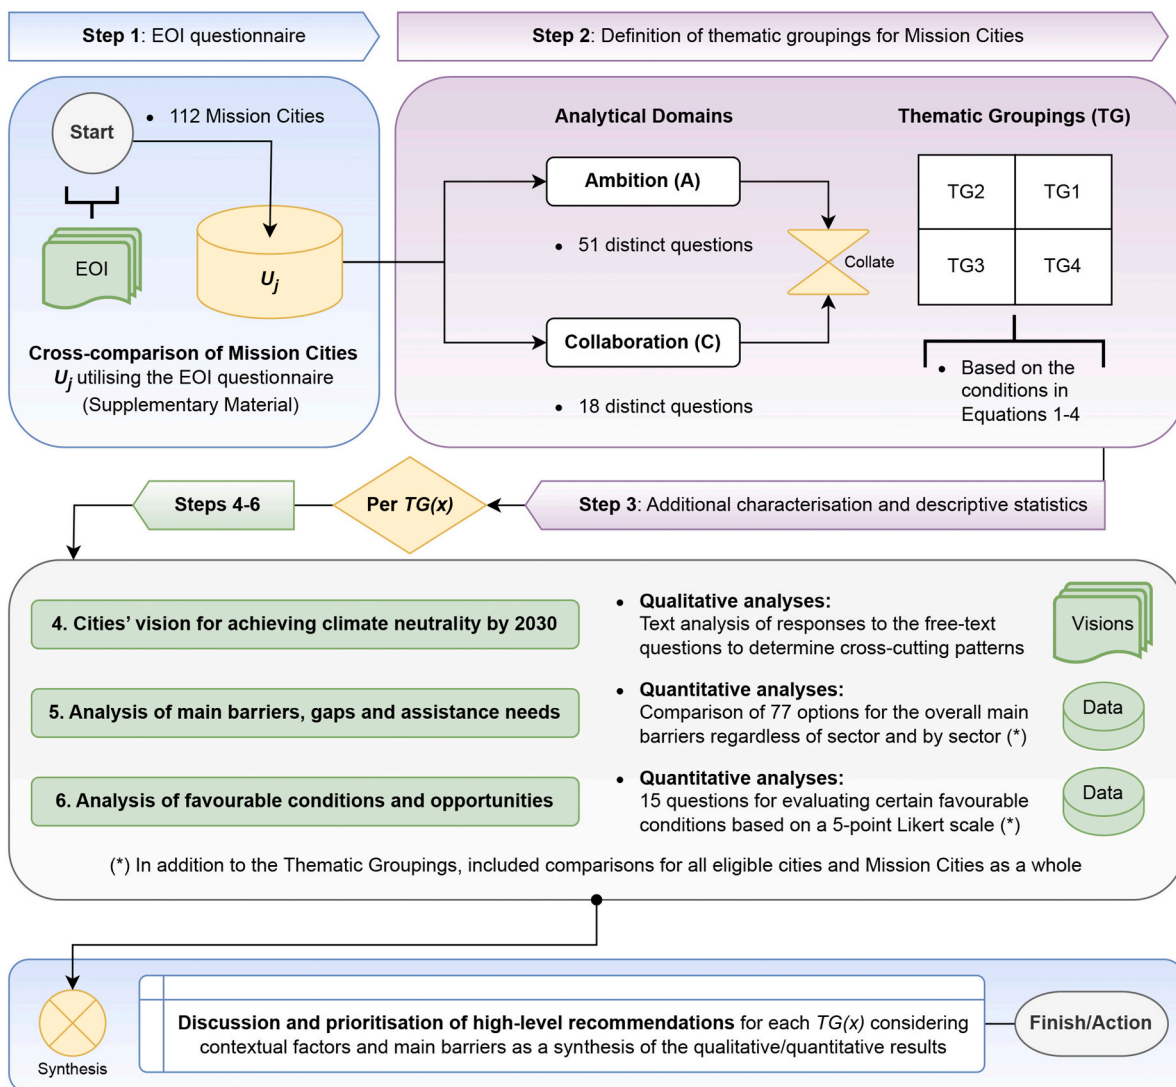 Step 1: EOI questionnaire
Step 2: Definition of thematic groupings for Mission Cities
Start
• 112 Mission Cities
EOI
Uj
Cross-comparison of Mission Cities
Uj utilising the EOI questionnaire
(Supplementary Material)
Analytical Domains
Ambition (A)
• 51 distinct questions
Collate
Collaboration (C)
• 18 distinct questions
Thematic Groupings (TG)
TG2 TG1
TG3 TG4
• Based on the
conditions in
Equations 1-4
Steps 4-6
Per TG(x)
Step 3: Additional characterisation and descriptive statistics
4. Cities' vision for achieving climate neutrality by 2030
• Qualitative analyses:
Text analysis of responses to the free-text
questions to determine cross-cutting patterns
Visions
5. Analysis of main barriers, gaps and assistance needs
• Quantitative analyses:
Comparison of 77 options for the overall main
barriers regardless of sector and by sector (*)
Data
6. Analysis of favourable conditions and opportunities
• Quantitative analyses:
15 questions for evaluating certain favourable
conditions based on a 5-point Likert scale (*)
Data
(*) In addition to the Thematic Groupings, included comparisons for all eligible cities and Mission Cities as a whole
Synthesis
Discussion and prioritisation of high-level recommendations for each TG(x) considering
contextual factors and main barriers as a synthesis of the qualitative/quantitative results
Finish/Action